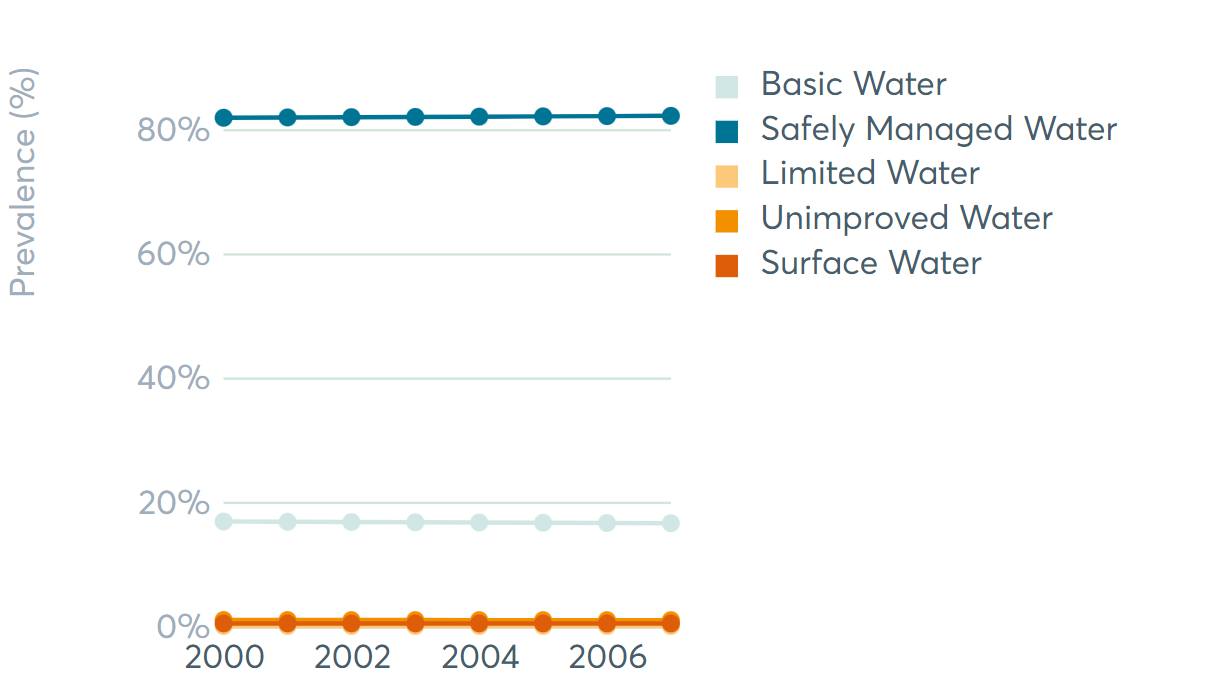 Prevalence (%)
80%
60%
40%
20%
0%
2000 2002 2004 2006
Basic Water
Safely Managed Water
Limited Water
Unimproved Water
Surface Water